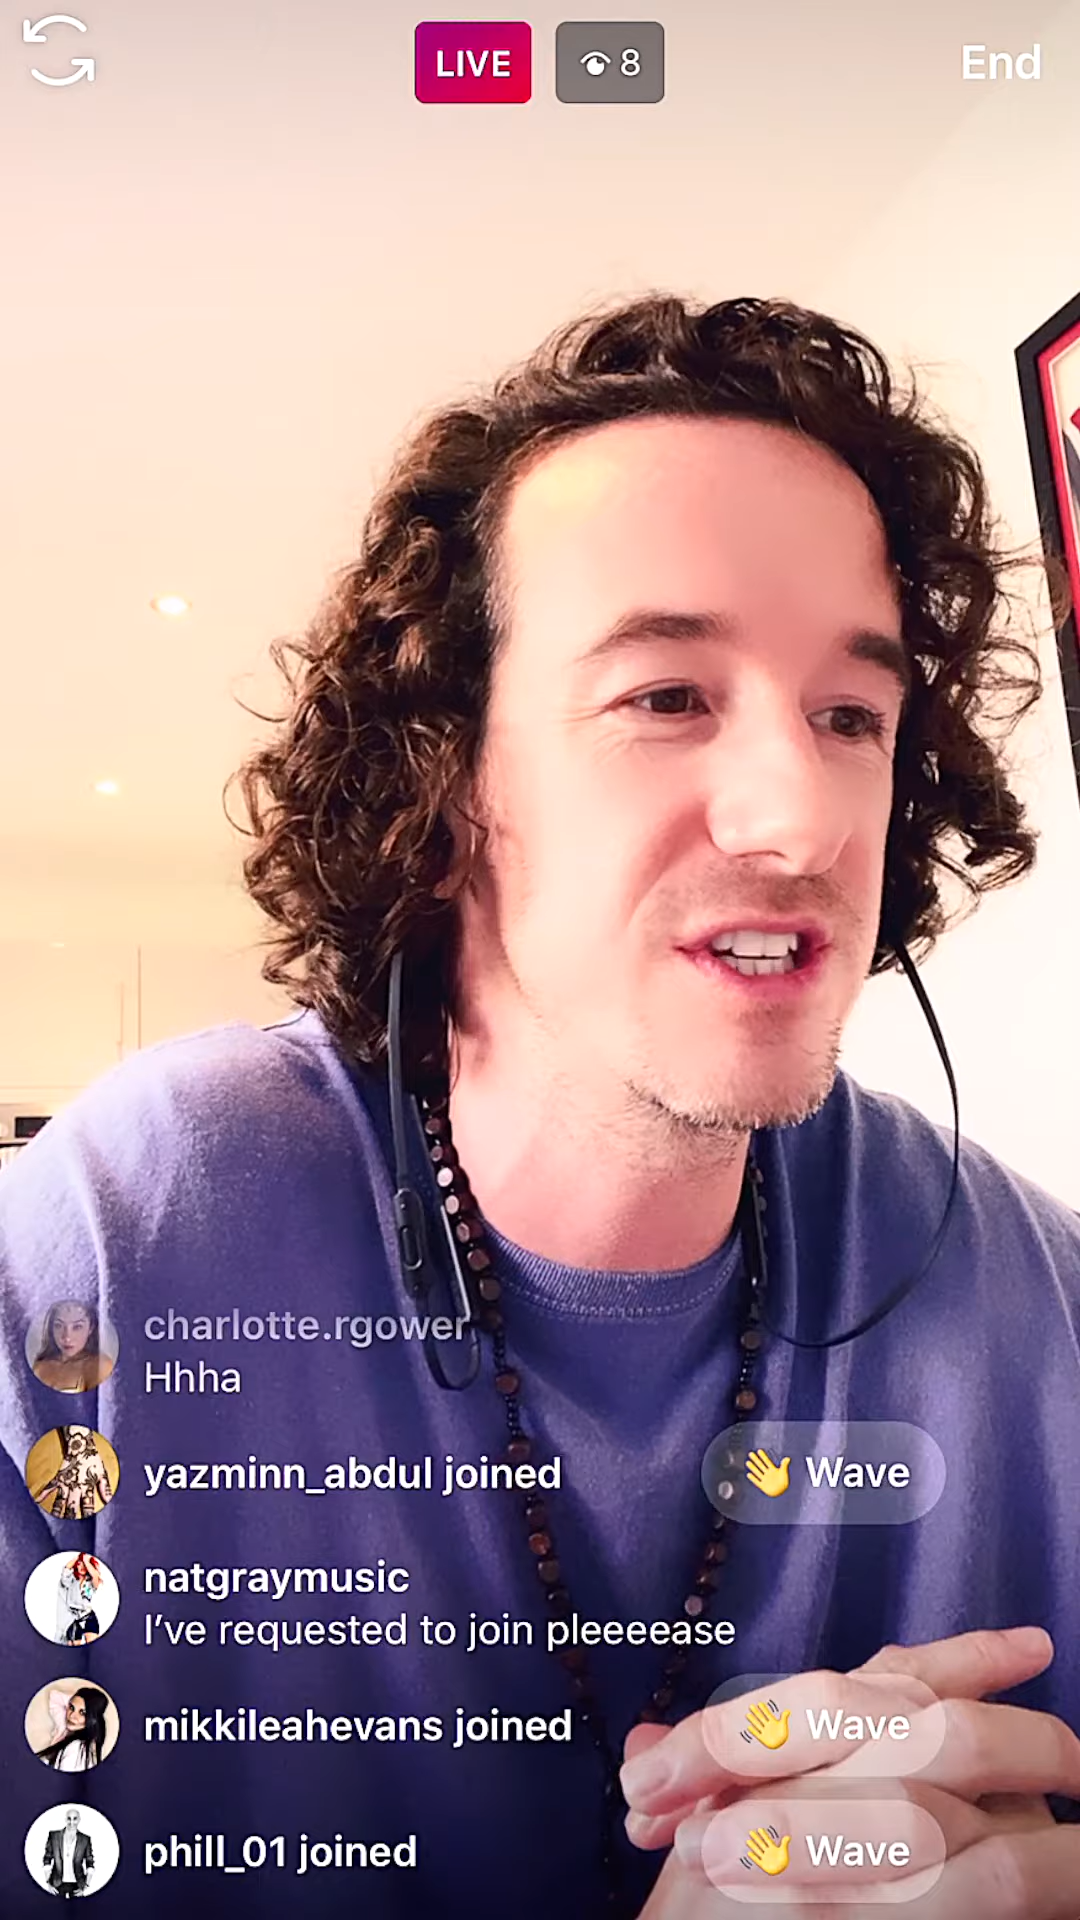 LIVE
8
End
charlotte.rgower
Hhha
yazminn_abdul joined
👋 Wave
natgraymusic
I’ve requested to join pleeeease
mikkileahevans joined
👋 Wave
phill_01 joined
👋 Wave